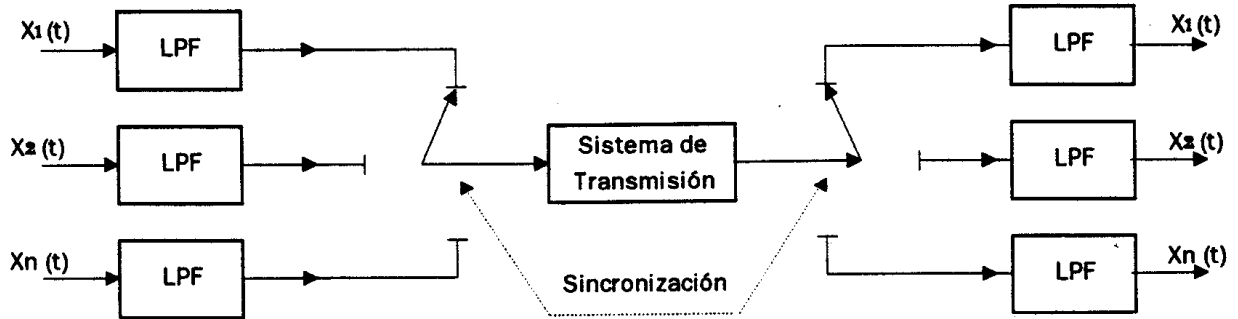 X1 (t) LPF LPF X1 (t)
X2 (t) LPF Sistema de Transmisión LPF X2 (t)
Xn (t) LPF LPF Xn (t)
Sincronización